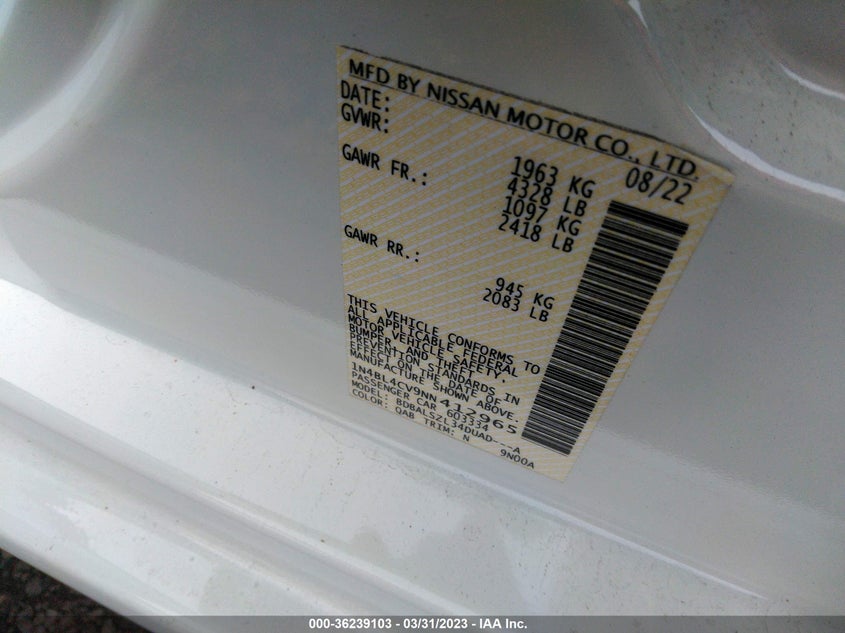 MFD BY NISSAN MOTOR CO., LTD.
DATE: 08/22
GVWR: 1963 KG
4328 LB
GAWR FR.: 1097 KG
2418 LB
GAWR RR.: 945 KG
2083 LB
THIS VEHICLE CONFORMS TO
ALL APPLICABLE FEDERAL
MOTOR VEHICLE SAFETY,
BUMPER, AND THEFT
PREVENTION STANDARDS IN
EFFECT ON THE DATE OF
MANUFACTURE SHOWN ABOVE.
1N4BL4CV9NN412965
PASSENGER CAR 603334
MODEL: BDBALSZL34DUAD---A
COLOR: QAB TRIM: N 9N00A
000-36239103 - 03/31/2023 - IAA Inc.